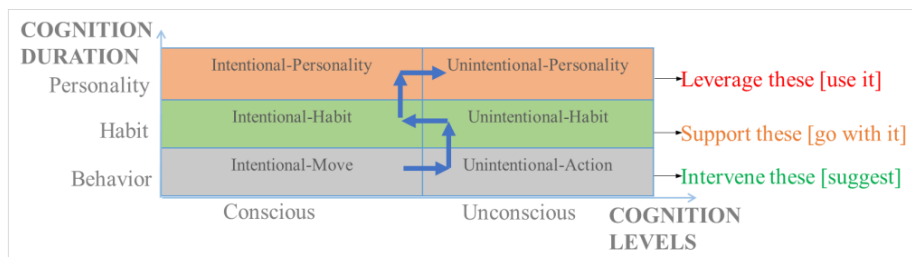 COGNITION
DURATION
Personality
Intentional-Personality
Unintentional-Personality
Leverage these [use it]
Habit
Intentional-Habit
Unintentional-Habit
Support these [go with it]
Behavior
Intentional-Move
Unintentional-Action
Intervene these [suggest]
Conscious
Unconscious
COGNITION
LEVELS